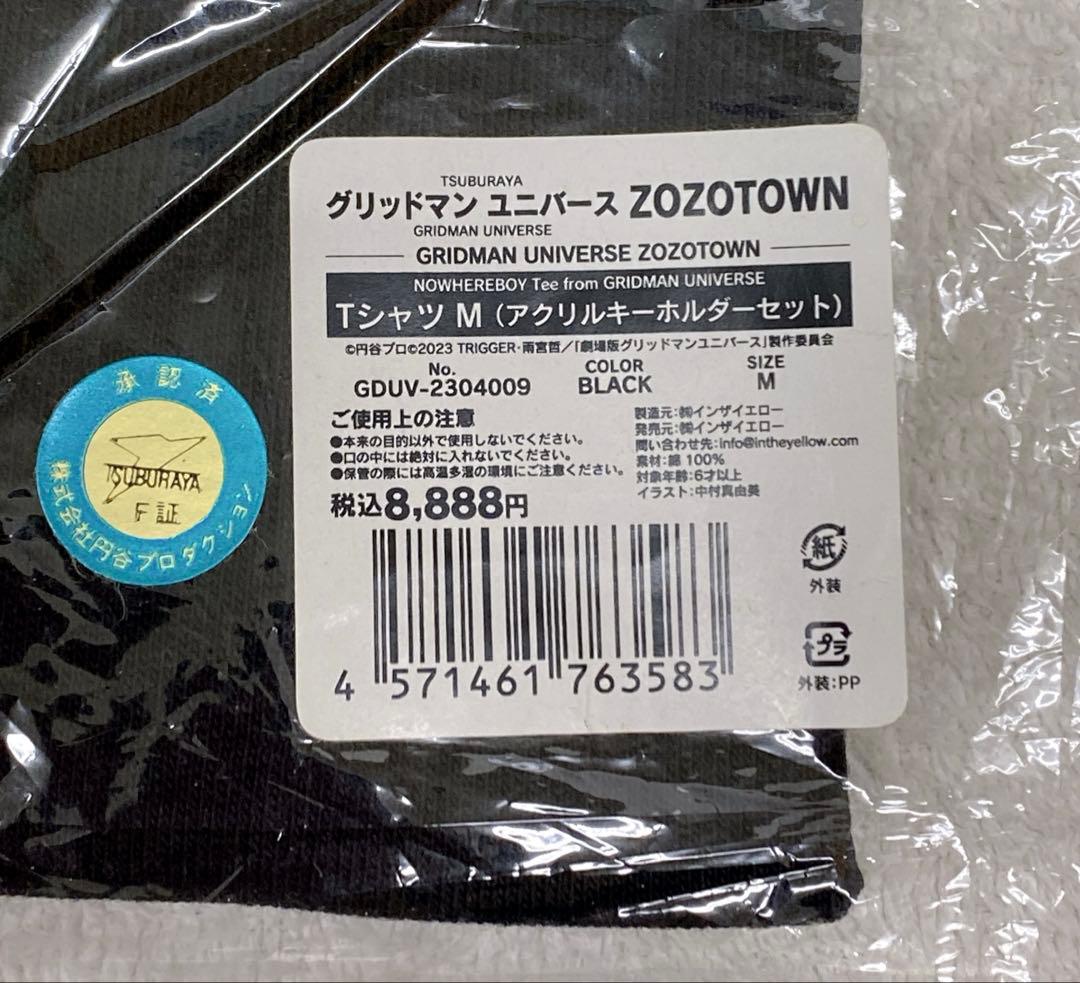 TSUBURAYA
グリッドマン ユニバース ZOZOTOWN
GRIDMAN UNIVERSE
GRIDMAN UNIVERSE ZOZOTOWN
NOWHEREBOY Tee from GRIDMAN UNIVERSE
Tシャツ M（アクリルキーホルダーセット）
©円谷プロ©2023 TRIGGER・雨宮哲／「劇場版グリッドマンユニバース」製作委員会
No.
GDUV-2304009
COLOR
BLACK
SIZE
M
ご使用上の注意
●本来の目的以外で使用しないでください。
●口の中には絶対に入れないでください。
●保管の際には高温多湿の環境にご注意ください。
税込8,888円
製造元:㈱インザイエロー
発売元:㈱インザイエロー
問い合わせ先:info@intheyellow.com
素材:綿 100%
対象年齢:6才以上
イラスト:中村真由美
4 571461 763583
紙
外装
プラ
外装:PP
承認済
TSUBURAYA
F証
株式会社円谷プロダクション